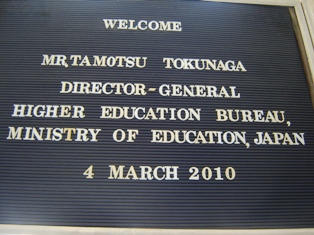 WELCOME
MR,TAMOTSU TOKUNAGA
DIRECTOR-GENERAL
HIGHER EDUCATION BUREAU,
MINISTRY OF EDUCATION, JAPAN
4 MARCH 2010